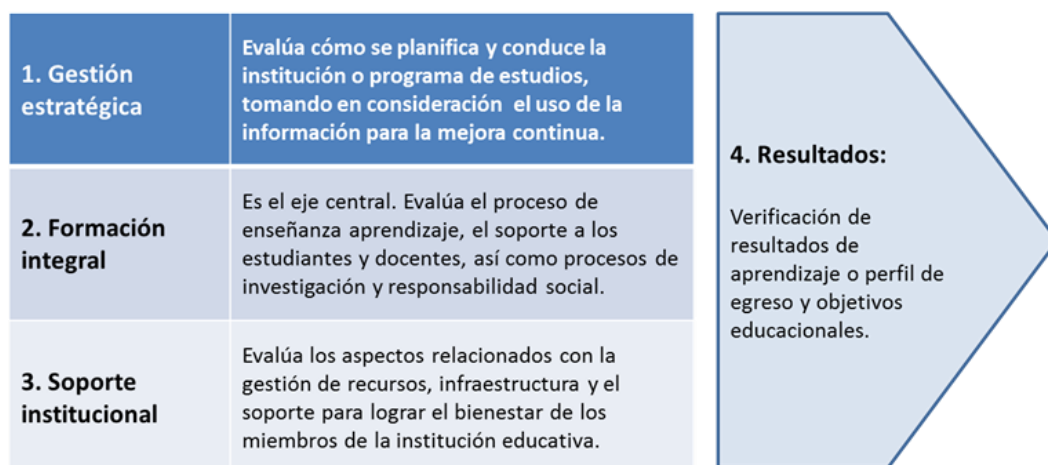 1. Gestión
estratégica
Evalúa cómo se planifica y conduce la
institución o programa de estudios,
tomando en consideración el uso de la
información para la mejora continua.
2. Formación
integral
Es el eje central. Evalúa el proceso de
enseñanza aprendizaje, el soporte a los
estudiantes y docentes, así como procesos de
investigación y responsabilidad social.
3. Soporte
institucional
Evalúa los aspectos relacionados con la
gestión de recursos, infraestructura y el
soporte para lograr el bienestar de los
miembros de la institución educativa.
4. Resultados:
Verificación de
resultados de
aprendizaje o perfil de
egreso y objetivos
educacionales.